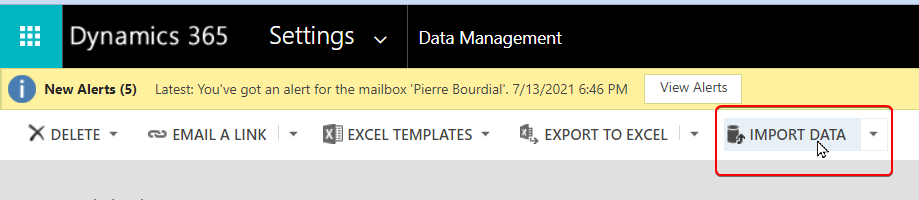 Dynamics 365 Settings Data Management
New Alerts (5) Latest: You've got an alert for the mailbox 'Pierre Bourdial'. 7/13/2021 6:46 PM View Alerts
DELETE EMAIL A LINK EXCEL TEMPLATES EXPORT TO EXCEL IMPORT DATA